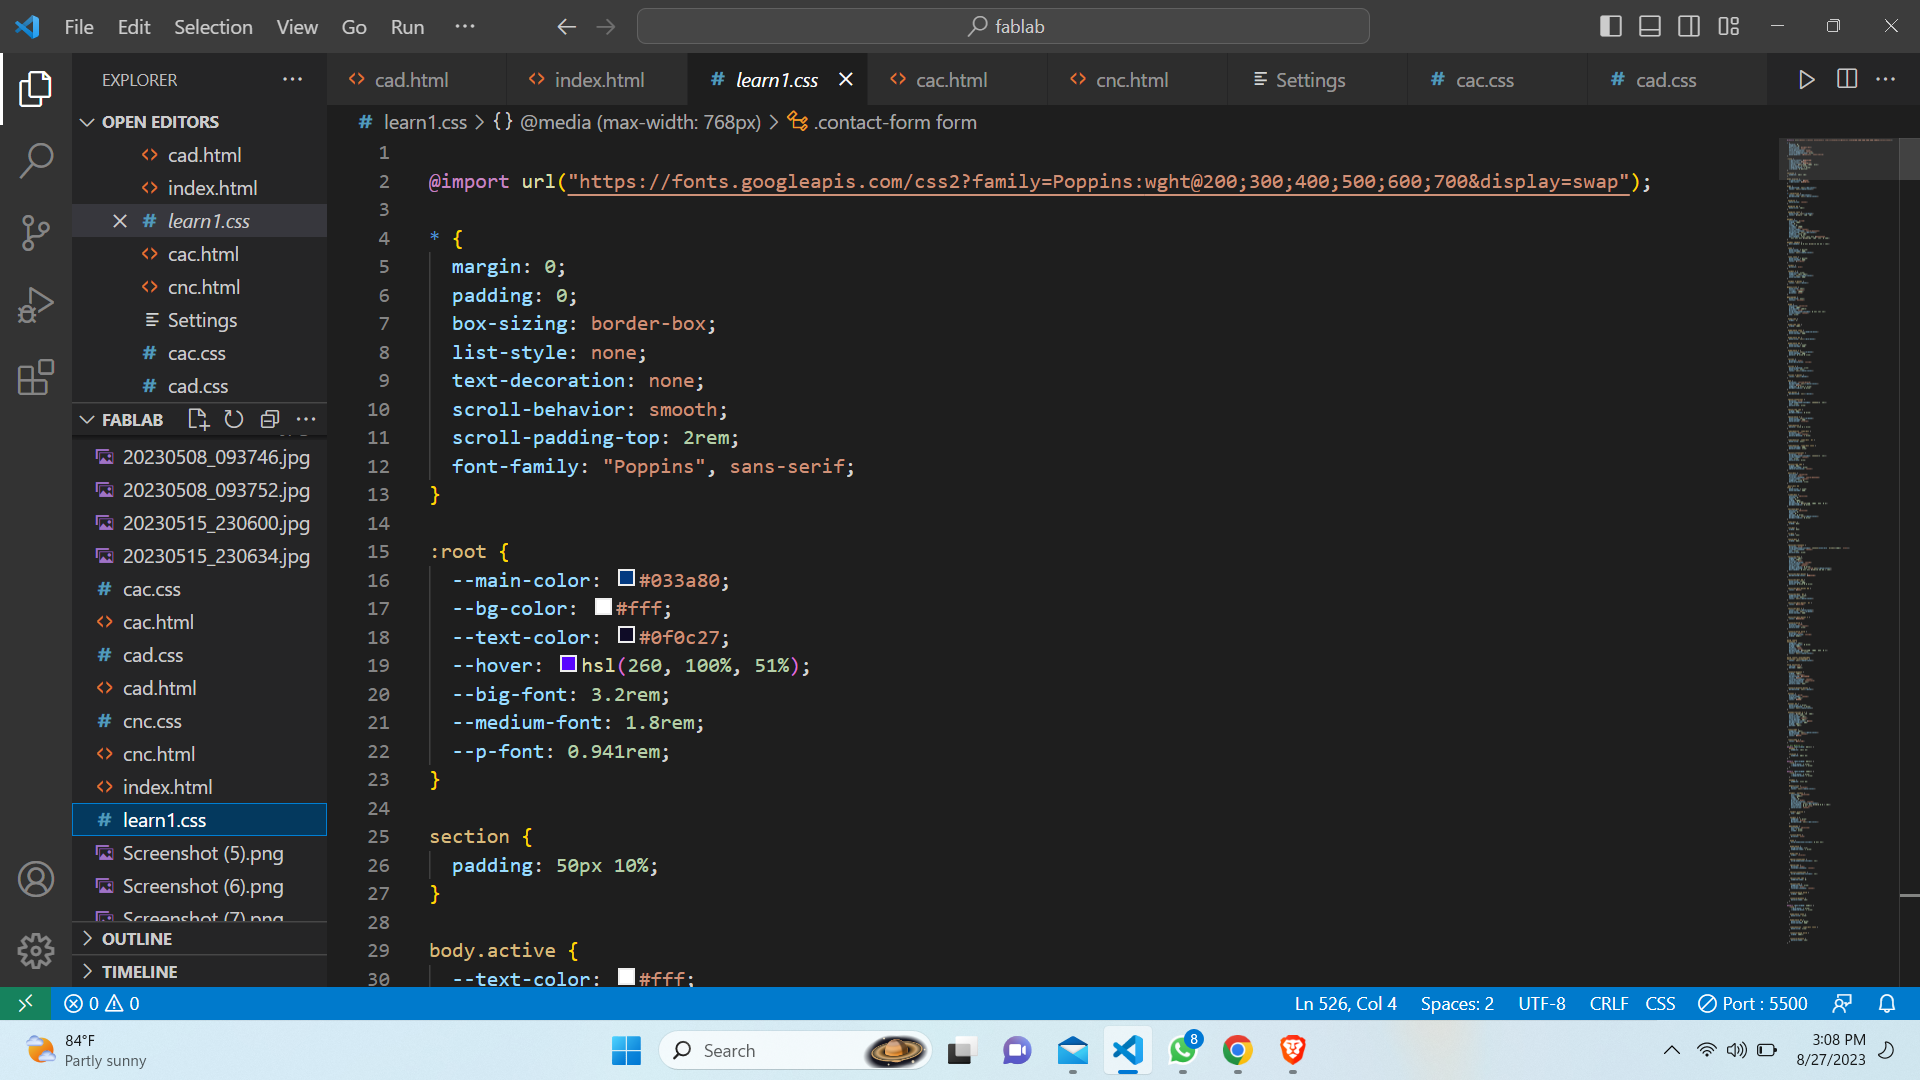 File Edit Selection View Go Run ··· fablab
EXPLORER ···
cad.html index.html learn1.css cac.html cnc.html Settings cac.css cad.css ···
learn1.css > {} @media (max-width: 768px) > .contact-form form
OPEN EDITORS
cad.html
index.html
learn1.css
cac.html
cnc.html
Settings
cac.css
cad.css
FABLAB ···
20230508_093746.jpg
20230508_093752.jpg
20230515_230600.jpg
20230515_230634.jpg
cac.css
cac.html
cad.css
cad.html
cnc.css
cnc.html
index.html
learn1.css
Screenshot (5).png
Screenshot (6).png
Screenshot (7).png
OUTLINE
TIMELINE
1
2 @import url("https://fonts.googleapis.com/css2?family=Poppins:wght@200;300;400;500;600;700&display=swap");
3
4 * {
5 margin: 0;
6 padding: 0;
7 box-sizing: border-box;
8 list-style: none;
9 text-decoration: none;
10 scroll-behavior: smooth;
11 scroll-padding-top: 2rem;
12 font-family: "Poppins", sans-serif;
13 }
14
15 :root {
16 --main-color: #033a80;
17 --bg-color: #fff;
18 --text-color: #0f0c27;
19 --hover: hsl(260, 100%, 51%);
20 --big-font: 3.2rem;
21 --medium-font: 1.8rem;
22 --p-font: 0.941rem;
23 }
24
25 section {
26 padding: 50px 10%;
27 }
28
29 body.active {
30 --text-color: #fff;
0 0 Ln 526, Col 4 Spaces: 2 UTF-8 CRLF CSS Port : 5500
84°F
Partly sunny
Search
8
3:08 PM
8/27/2023